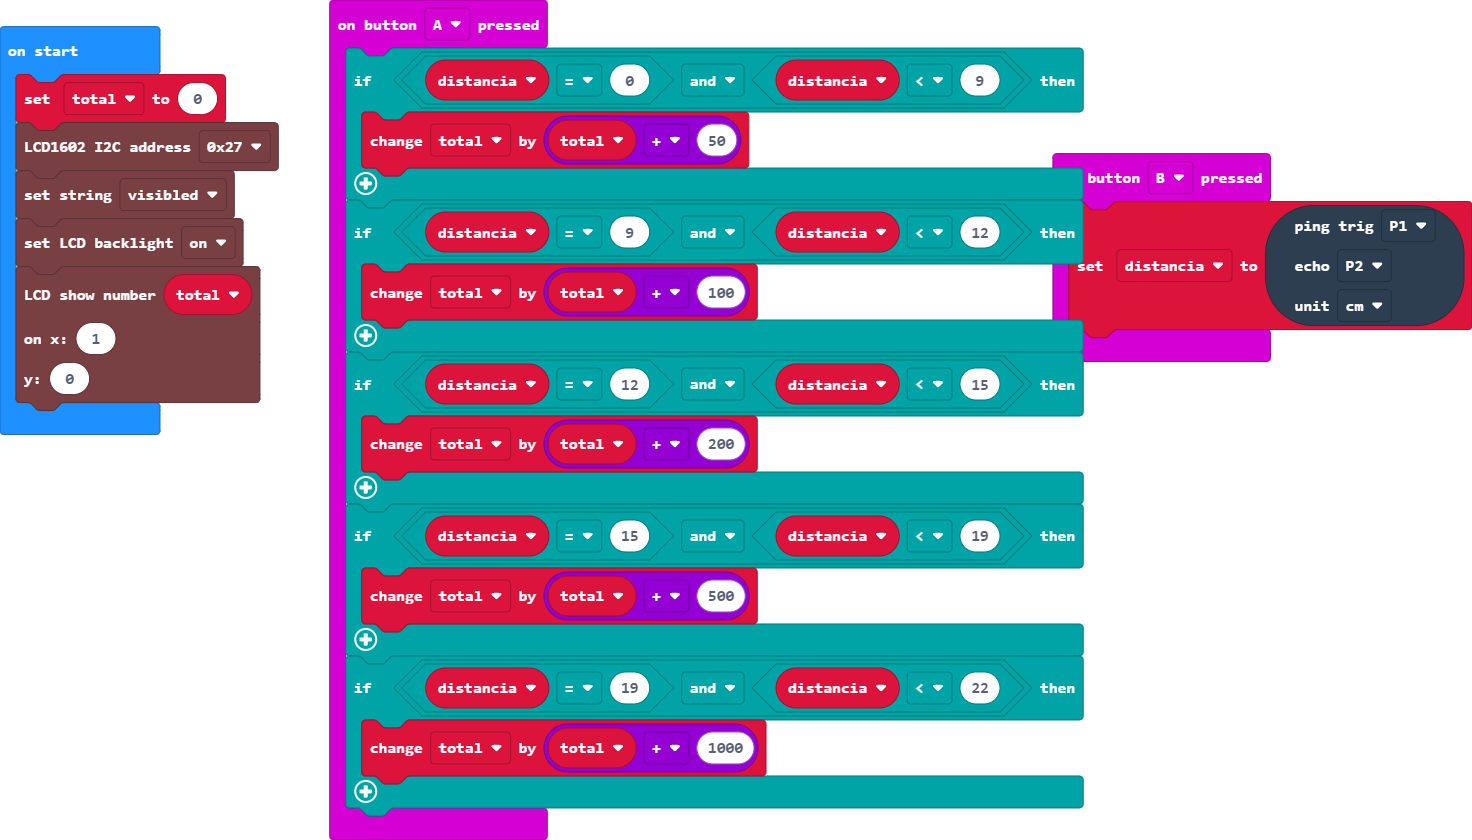 on start
set total to 0
LCD1602 I2C address 0x27
set string visibled
set LCD backlight on
LCD show number total
on x: 1
y: 0
on button A pressed
if distancia = 0 and distancia < 9 then
change total by total + 50
if distancia = 9 and distancia < 12 then
change total by total + 100
if distancia = 12 and distancia < 15 then
change total by total + 200
if distancia = 15 and distancia < 19 then
change total by total + 500
if distancia = 19 and distancia < 22 then
change total by total + 1000
button B pressed
set distancia to
ping trig P1
echo P2
unit cm